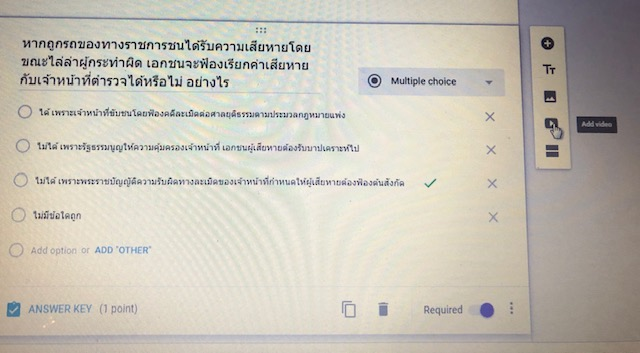 หากถูกรถของทางราชการชนได้รับความเสียหายโดย
ขณะไล่ล่าผู้กระทำผิด เอกชนจะฟ้องเรียกค่าเสียหาย
กับเจ้าหน้าที่ตำรวจได้หรือไม่ อย่างไร
Multiple choice
ได้ เพราะเจ้าหน้าที่ขับชนโดยฟ้องคดีละเมิดต่อศาลยุติธรรมตามประมวลกฎหมายแพ่ง
ไม่ได้ เพราะรัฐธรรมนูญให้ความคุ้มครองเจ้าหน้าที่ เอกชนผู้เสียหายต้องรับบาปเคราะห์ไป
ไม่ได้ เพราะพระราชบัญญัติความรับผิดทางละเมิดของเจ้าหน้าที่กำหนดให้ผู้เสียหายต้องฟ้องต้นสังกัด
ไม่มีข้อใดถูก
Add option or ADD "OTHER"
ANSWER KEY (1 point)
Required
Tт
Add video